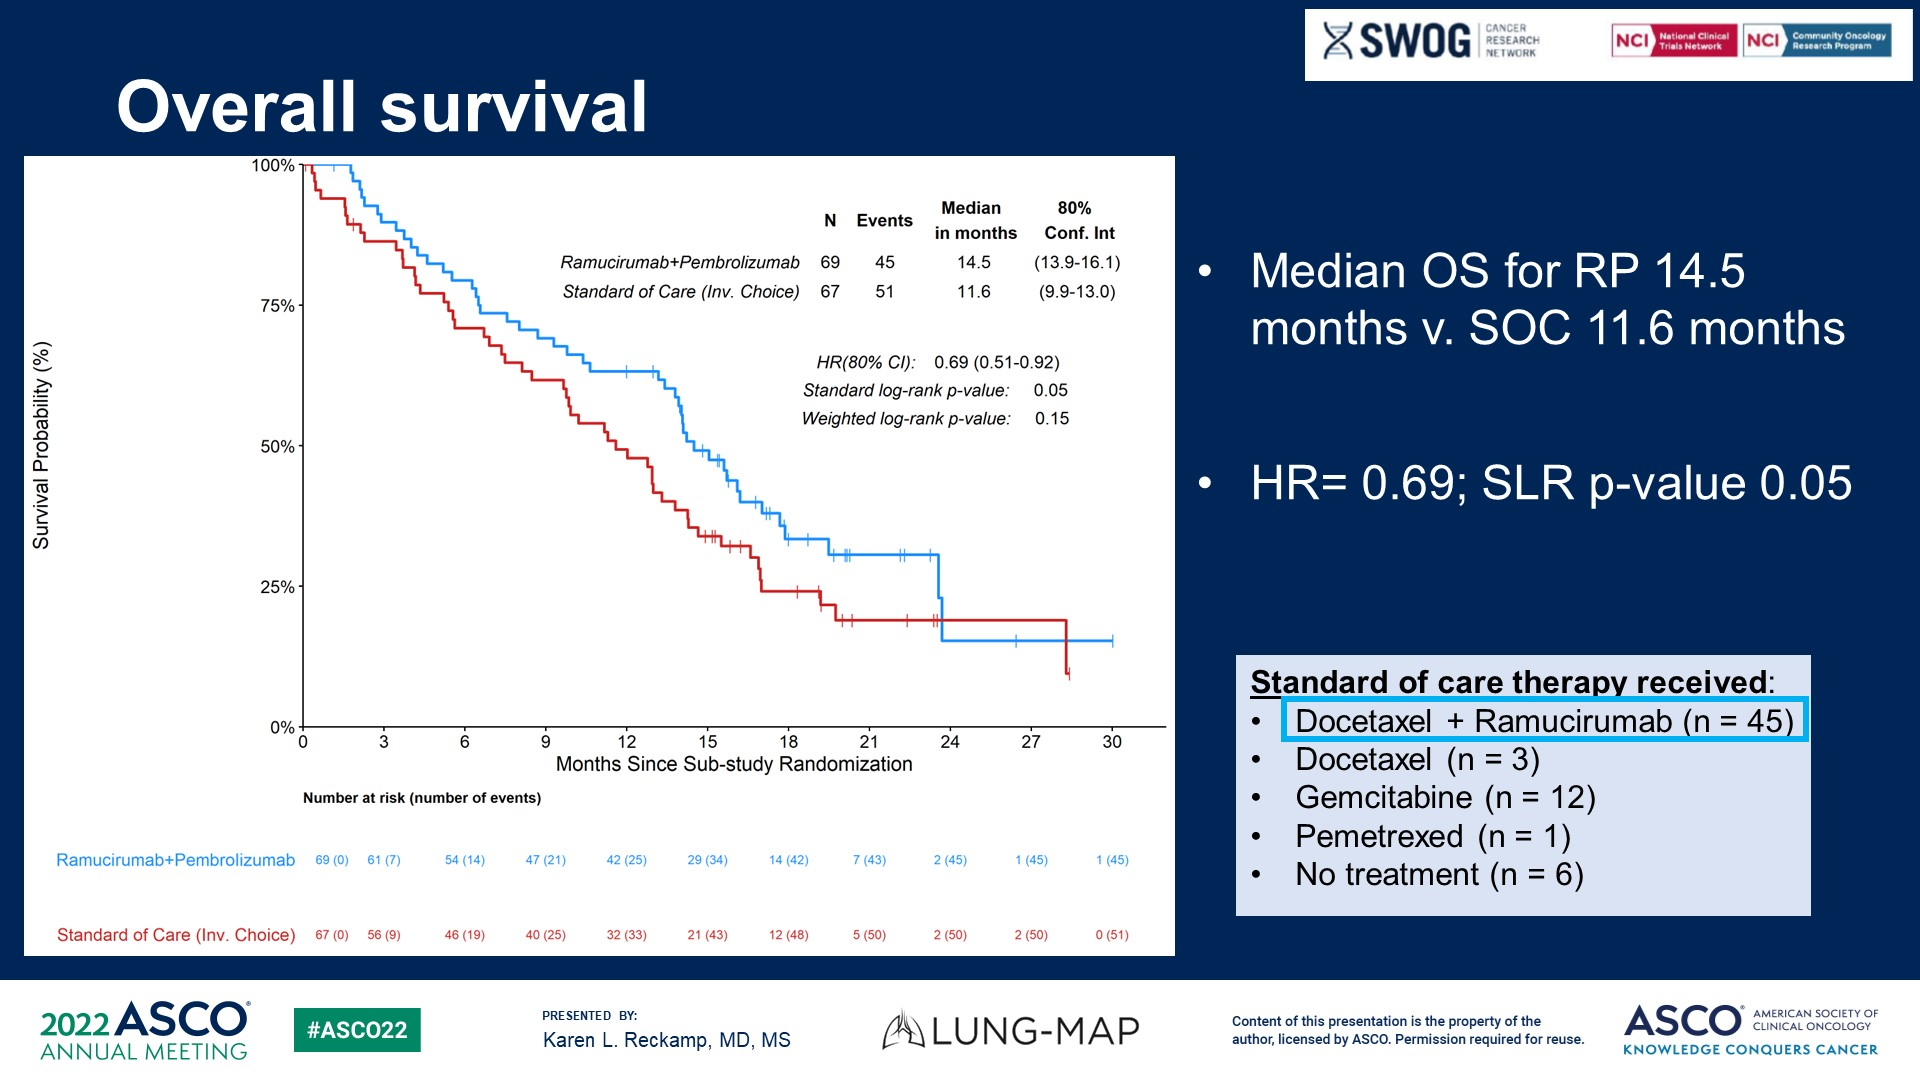 SWOG CANCER RESEARCH NETWORK
NCI National Clinical Trials Network
NCI Community Oncology Research Program
Overall survival
100%
75%
50%
25%
0%
Survival Probability (%)
N Events Median in months 80% Conf. Int
Ramucirumab+Pembrolizumab 69 45 14.5 (13.9-16.1)
Standard of Care (Inv. Choice) 67 51 11.6 (9.9-13.0)
HR(80% CI): 0.69 (0.51-0.92)
Standard log-rank p-value: 0.05
Weighted log-rank p-value: 0.15
0 3 6 9 12 15 18 21 24 27 30
Months Since Sub-study Randomization
Number at risk (number of events)
Ramucirumab+Pembrolizumab 69 (0) 61 (7) 54 (14) 47 (21) 42 (25) 29 (34) 14 (42) 7 (43) 2 (45) 1 (45) 1 (45)
Standard of Care (Inv. Choice) 67 (0) 56 (9) 46 (19) 40 (25) 32 (33) 21 (43) 12 (48) 5 (50) 2 (50) 2 (50) 0 (51)
• Median OS for RP 14.5
months v. SOC 11.6 months
• HR= 0.69; SLR p-value 0.05
Standard of care therapy received:
• Docetaxel + Ramucirumab (n = 45)
• Docetaxel (n = 3)
• Gemcitabine (n = 12)
• Pemetrexed (n = 1)
• No treatment (n = 6)
2022 ASCO®
ANNUAL MEETING
#ASCO22
PRESENTED BY:
Karen L. Reckamp, MD, MS
LUNG-MAP
Content of this presentation is the property of the
author, licensed by ASCO. Permission required for reuse.
ASCO® AMERICAN SOCIETY OF
CLINICAL ONCOLOGY
KNOWLEDGE CONQUERS CANCER